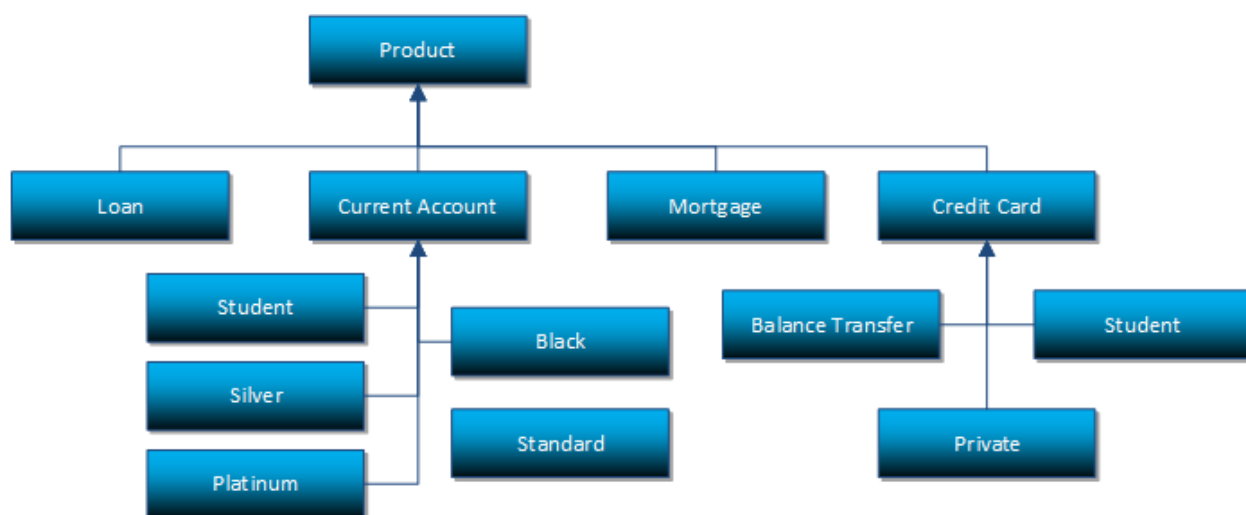 Product
Loan
Current Account
Mortgage
Credit Card
Student
Black
Balance Transfer
Student
Silver
Standard
Private
Platinum